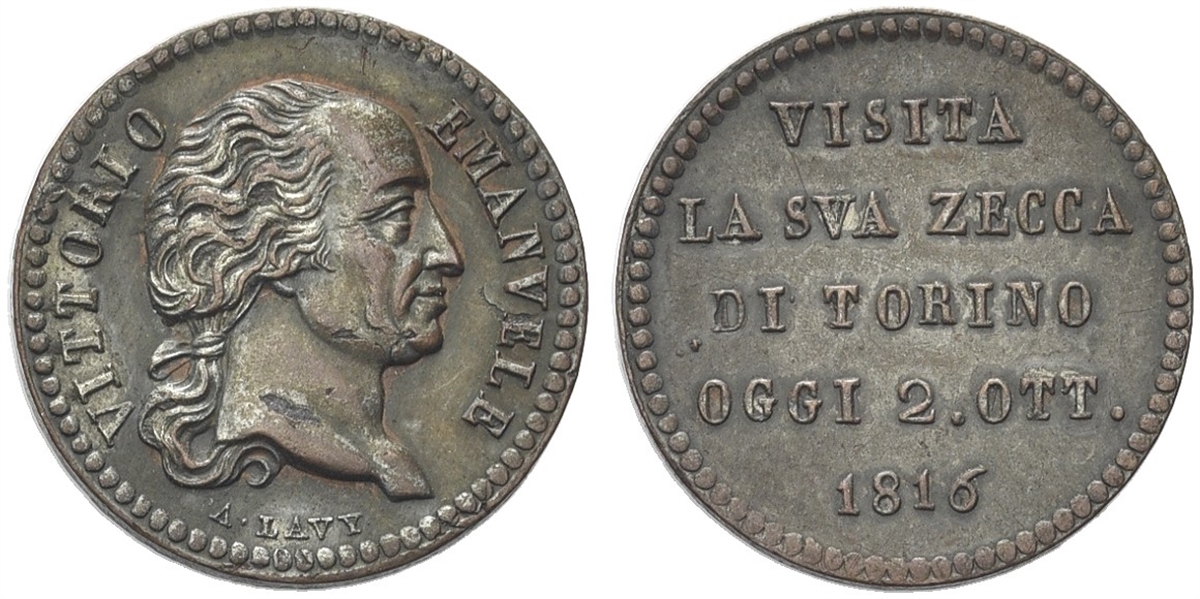 VITTORIO EMANVELE
A. LAVY
VISITA
LA SVA ZECCA
DI TORINO
OGGI 2. OTT.
1816